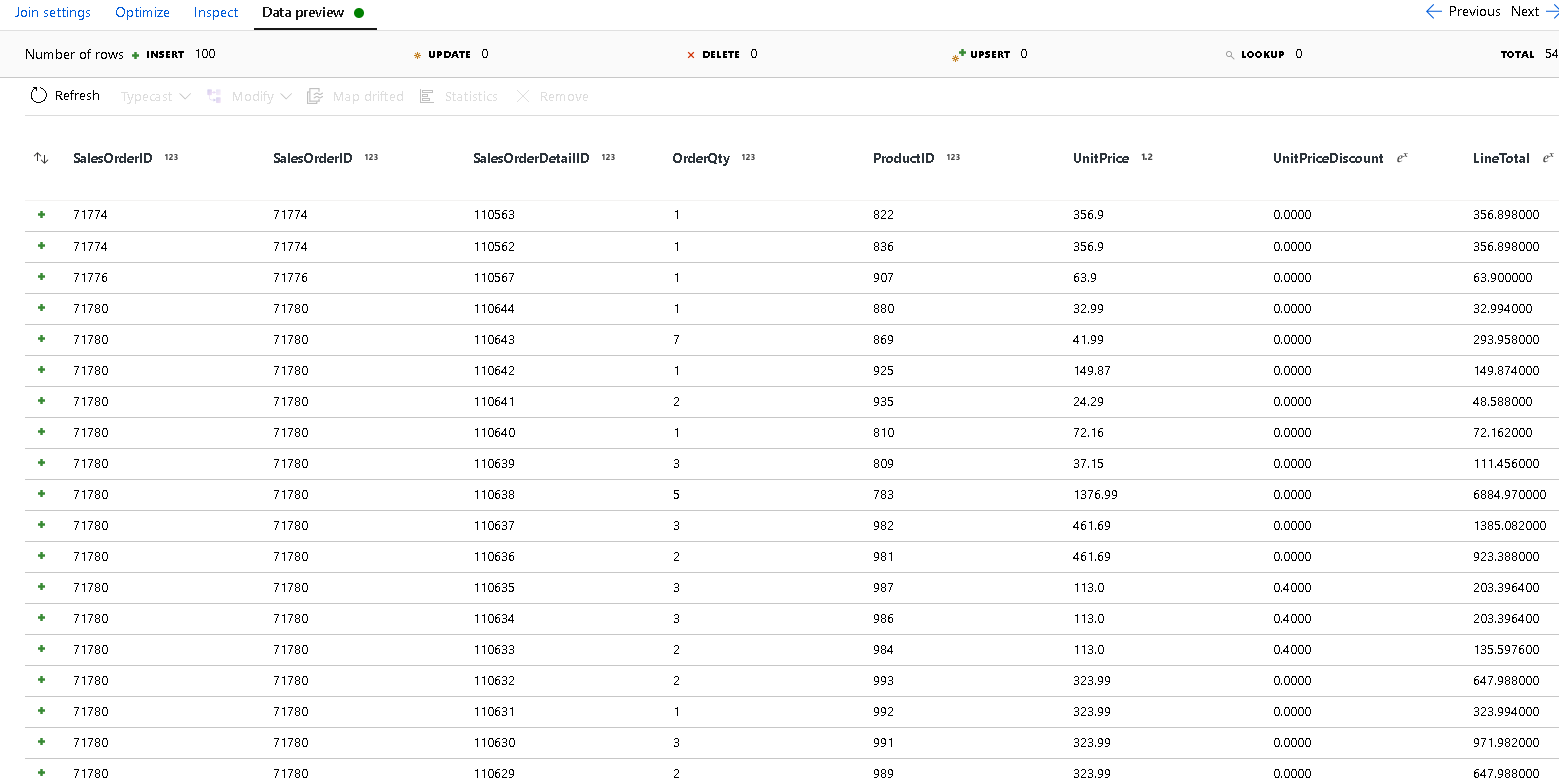 Join settings Optimize Inspect Data preview Previous Next
Number of rows INSERT 100 UPDATE 0 DELETE 0 UPSERT 0 LOOKUP 0 TOTAL 54
Refresh Typecast Modify Map drifted Statistics Remove
SalesOrderID 123 SalesOrderID 123 SalesOrderDetailID 123 OrderQty 123 ProductID 123 UnitPrice 1.2 UnitPriceDiscount eˣ LineTotal eˣ
71774 71774 110563 1 822 356.9 0.0000 356.898000
71774 71774 110562 1 836 356.9 0.0000 356.898000
71776 71776 110567 1 907 63.9 0.0000 63.900000
71780 71780 110644 1 880 32.99 0.0000 32.994000
71780 71780 110643 7 869 41.99 0.0000 293.958000
71780 71780 110642 1 925 149.87 0.0000 149.874000
71780 71780 110641 2 935 24.29 0.0000 48.588000
71780 71780 110640 1 810 72.16 0.0000 72.162000
71780 71780 110639 3 809 37.15 0.0000 111.456000
71780 71780 110638 5 783 1376.99 0.0000 6884.970000
71780 71780 110637 3 982 461.69 0.0000 1385.082000
71780 71780 110636 2 981 461.69 0.0000 923.388000
71780 71780 110635 3 987 113.0 0.4000 203.396400
71780 71780 110634 3 986 113.0 0.4000 203.396400
71780 71780 110633 2 984 113.0 0.4000 135.597600
71780 71780 110632 2 993 323.99 0.0000 647.988000
71780 71780 110631 1 992 323.99 0.0000 323.994000
71780 71780 110630 3 991 323.99 0.0000 971.982000
71780 71780 110629 2 989 323.99 0.0000 647.988000